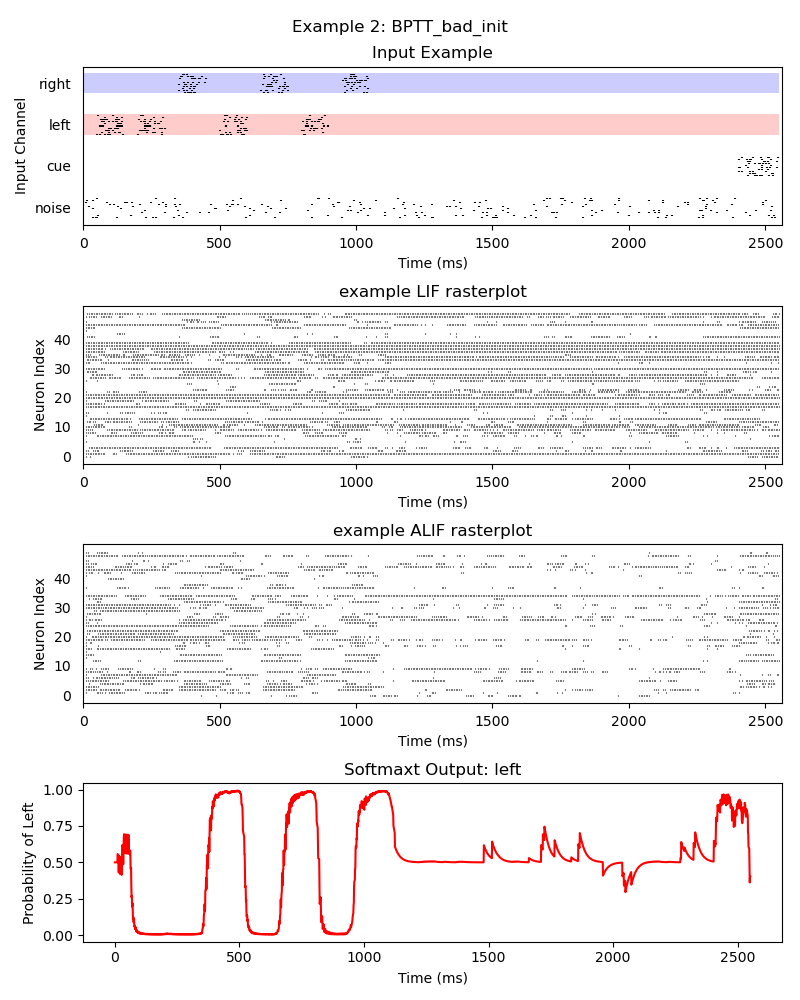 Example 2: BPTT_bad_init
Input Example
right
left
cue
noise
Input Channel
0 500 1000 1500 2000 2500
Time (ms)
example LIF rasterplot
40
30
20
10
0
Neuron Index
0 500 1000 1500 2000 2500
Time (ms)
example ALIF rasterplot
40
30
20
10
0
Neuron Index
0 500 1000 1500 2000 2500
Time (ms)
Softmaxt Output: left
1.00
0.75
0.50
0.25
0.00
Probability of Left
0 500 1000 1500 2000 2500
Time (ms)